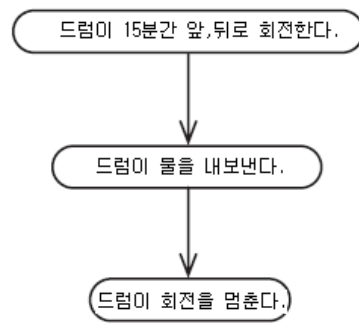 드럼이 15분간 앞,뒤로 회전한다.
드럼이 물을 내보낸다.
드럼이 회전을 멈춘다.